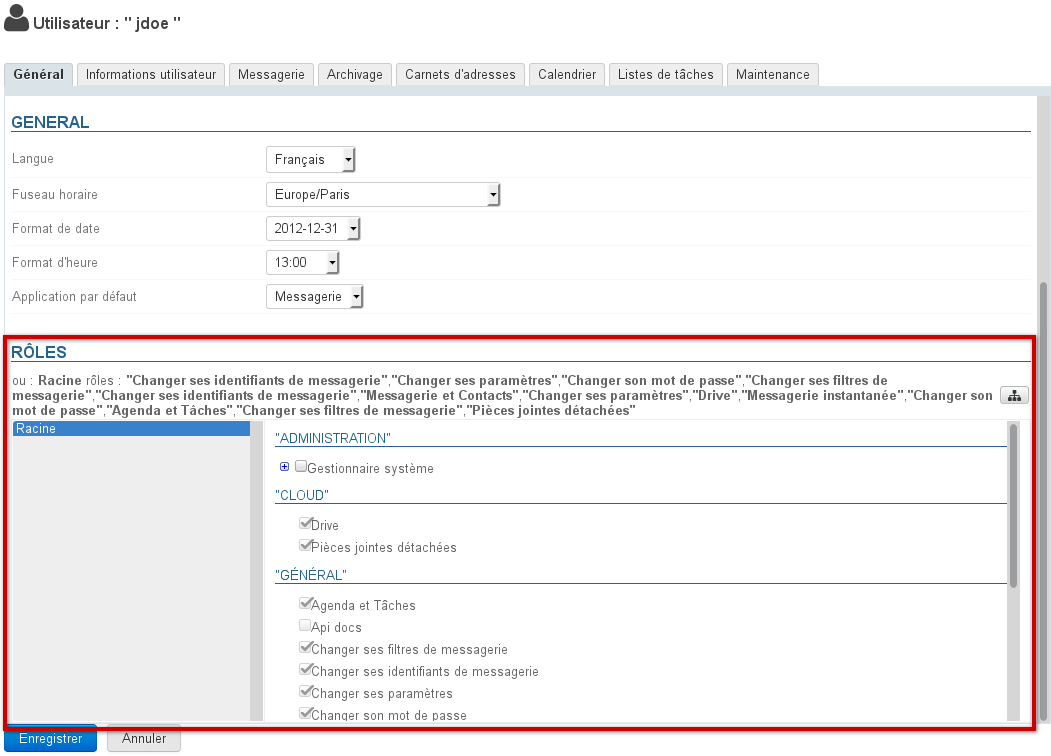 Utilisateur : " jdoe "
Général Informations utilisateur Messagerie Archivage Carnets d'adresses Calendrier Listes de tâches Maintenance
GENERAL
Langue Français
Fuseau horaire Europe/Paris
Format de date 2012-12-31
Format d'heure 13:00
Application par défaut Messagerie
RÔLES
ou : Racine rôles : "Changer ses identifiants de messagerie","Changer ses paramètres","Changer son mot de passe","Changer ses filtres de
messagerie","Changer ses identifiants de messagerie","Messagerie et Contacts","Changer ses paramètres","Drive","Messagerie instantanée","Changer son
mot de passe","Agenda et Tâches","Changer ses filtres de messagerie","Pièces jointes détachées"
Racine
"ADMINISTRATION"
Gestionnaire système
"CLOUD"
Drive
Pièces jointes détachées
"GÉNÉRAL"
Agenda et Tâches
Api docs
Changer ses filtres de messagerie
Changer ses identifiants de messagerie
Changer ses paramètres
Changer son mot de passe
Enregistrer Annuler